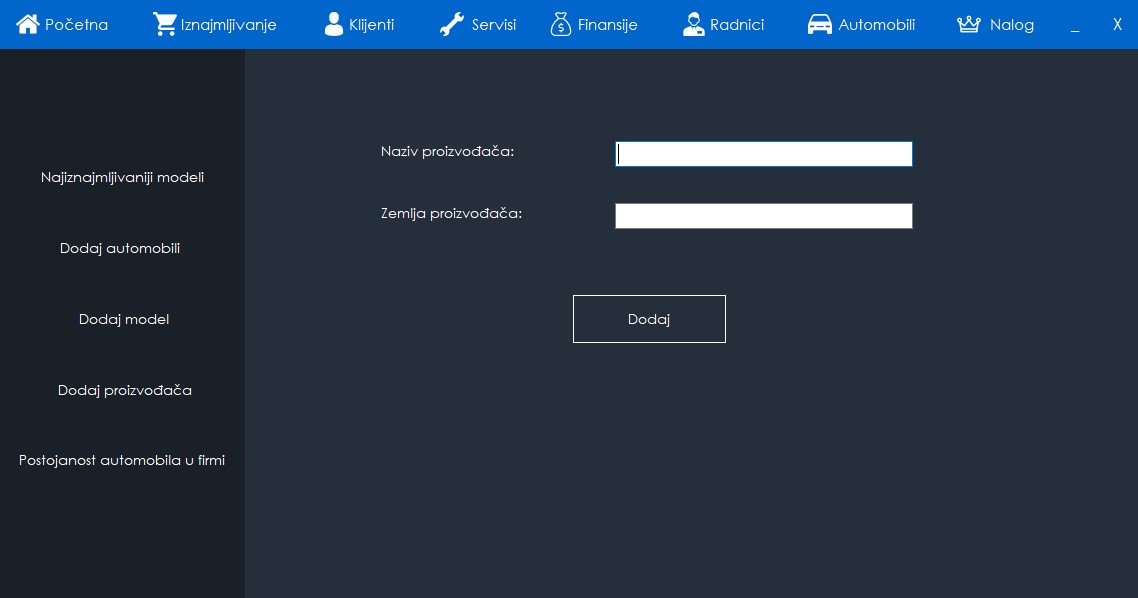 Početna Iznajmljivanje Klijenti Servisi Finansije Radnici Automobili Nalog _ X
Naziv proizvođača:
Najiznajmljivaniji modeli
Zemlja proizvođača:
Dodaj automobili
Dodaj model
Dodaj
Dodaj proizvođača
Postojanost automobila u firmi